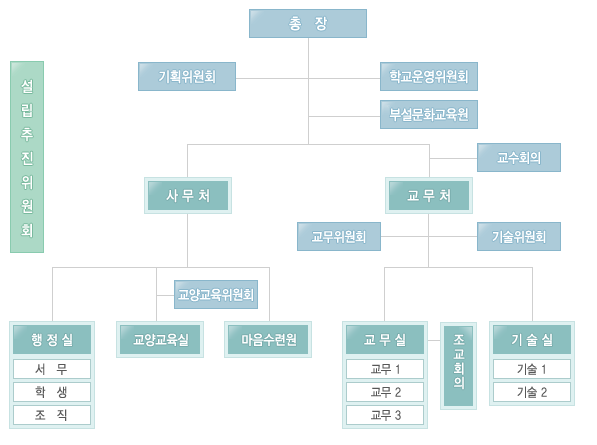 총 장
기획위원회
학교운영위원회
부설문화교육원
설립추진위원회
교수회의
사무처
교무처
교무위원회
기술위원회
교양교육위원회
행정실
교양교육실
마음수련원
교무실
조교회의
기술실
서 무
학 생
조 직
교무 1
교무 2
교무 3
기술 1
기술 2